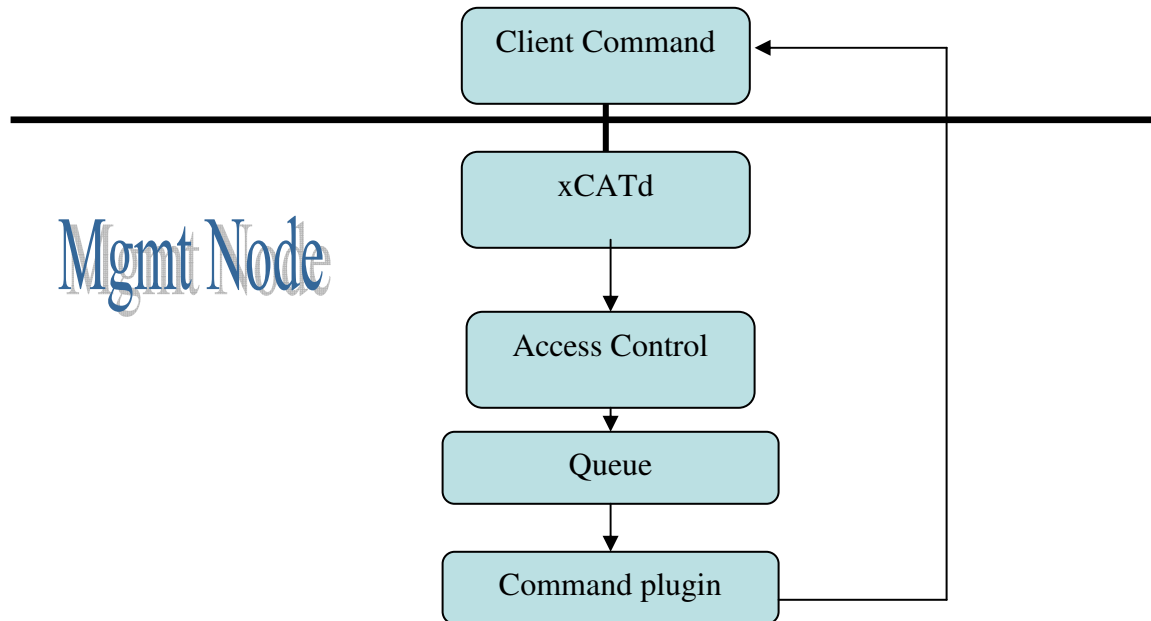 Client Command
xCATd
Mgmt Node
Access Control
Queue
Command plugin